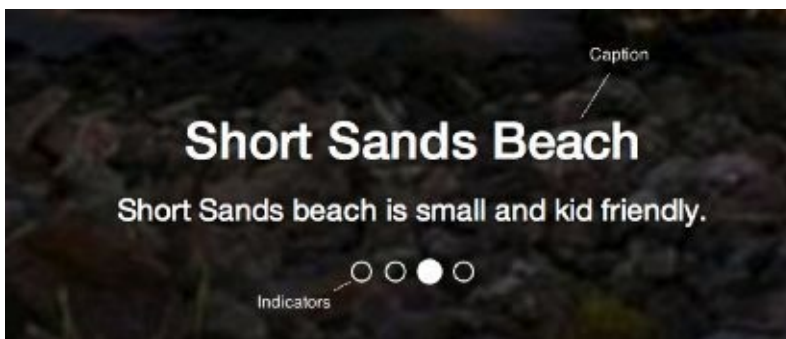 Caption
Short Sands Beach
Short Sands beach is small and kid friendly.
Indicators